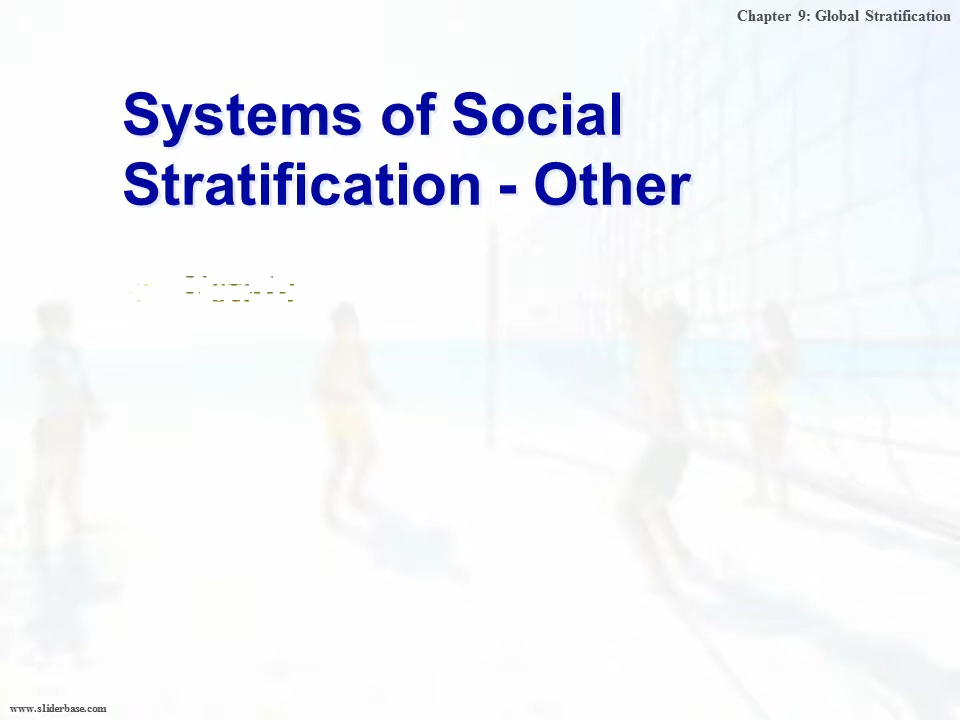 Chapter 9: Global Stratification
Systems of Social
Stratification - Other
www.sliderbase.com